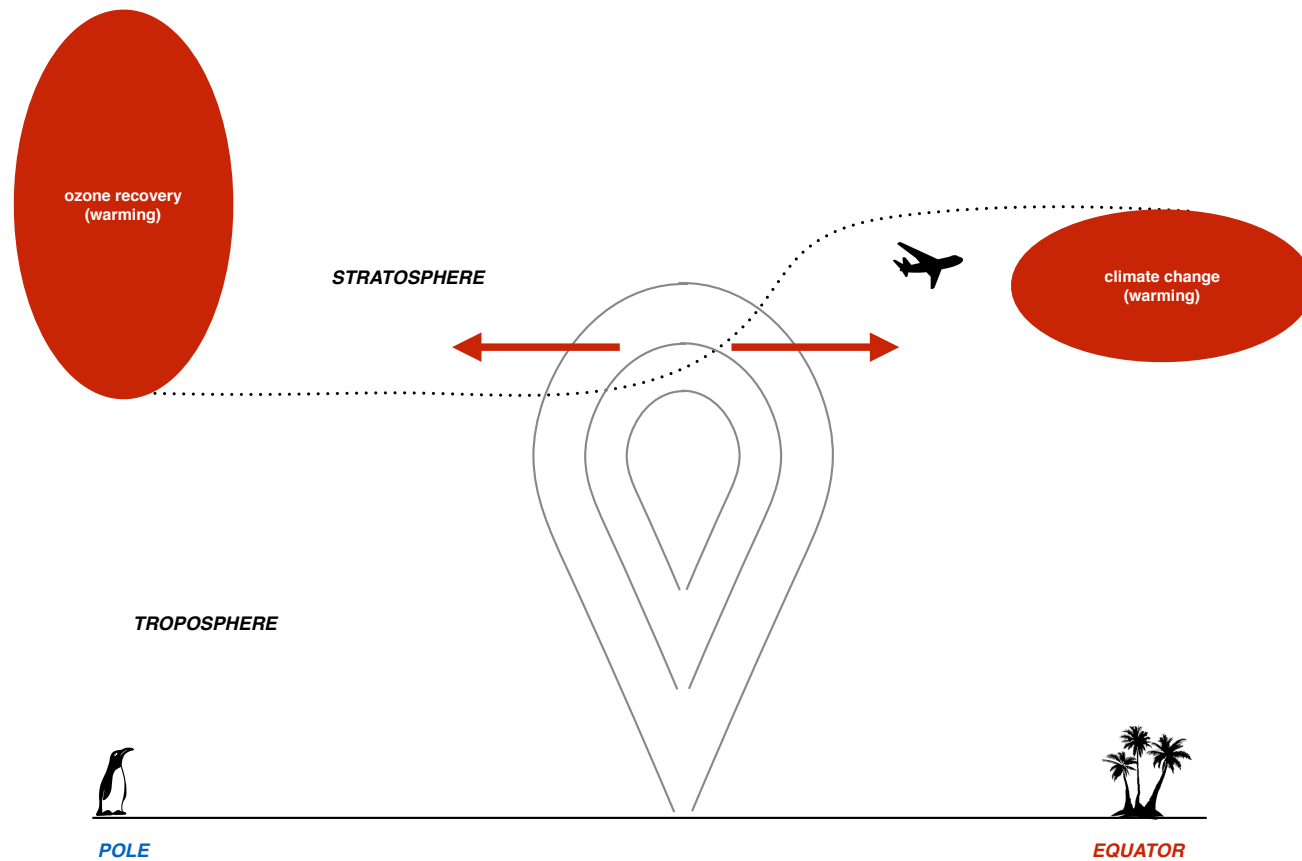 ozone recovery
(warming)
STRATOSPHERE
climate change
(warming)
TROPOSPHERE
POLE
EQUATOR